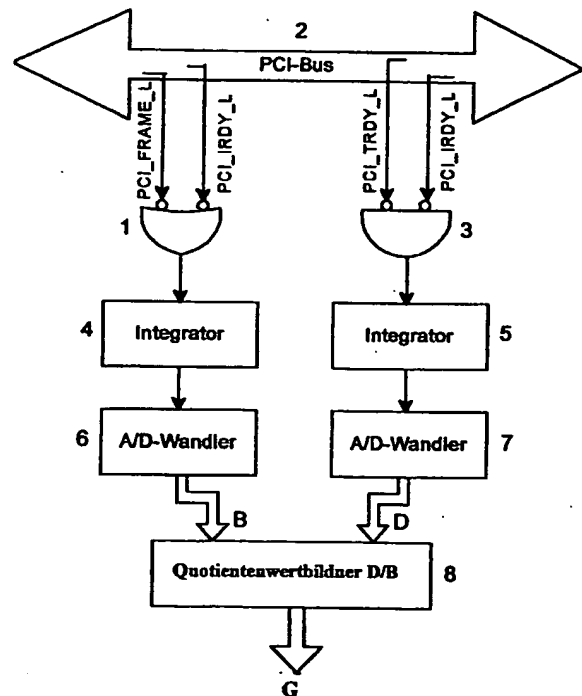 2
PCI-Bus
PCI_FRAME_L
PCI_IRDY_L
PCI_TRDY_L
PCI_IRDY_L
1
3
4
Integrator
Integrator
5
6
A/D-Wandler
A/D-Wandler
7
B
D
Quotientenwertbildner D/B
8
G